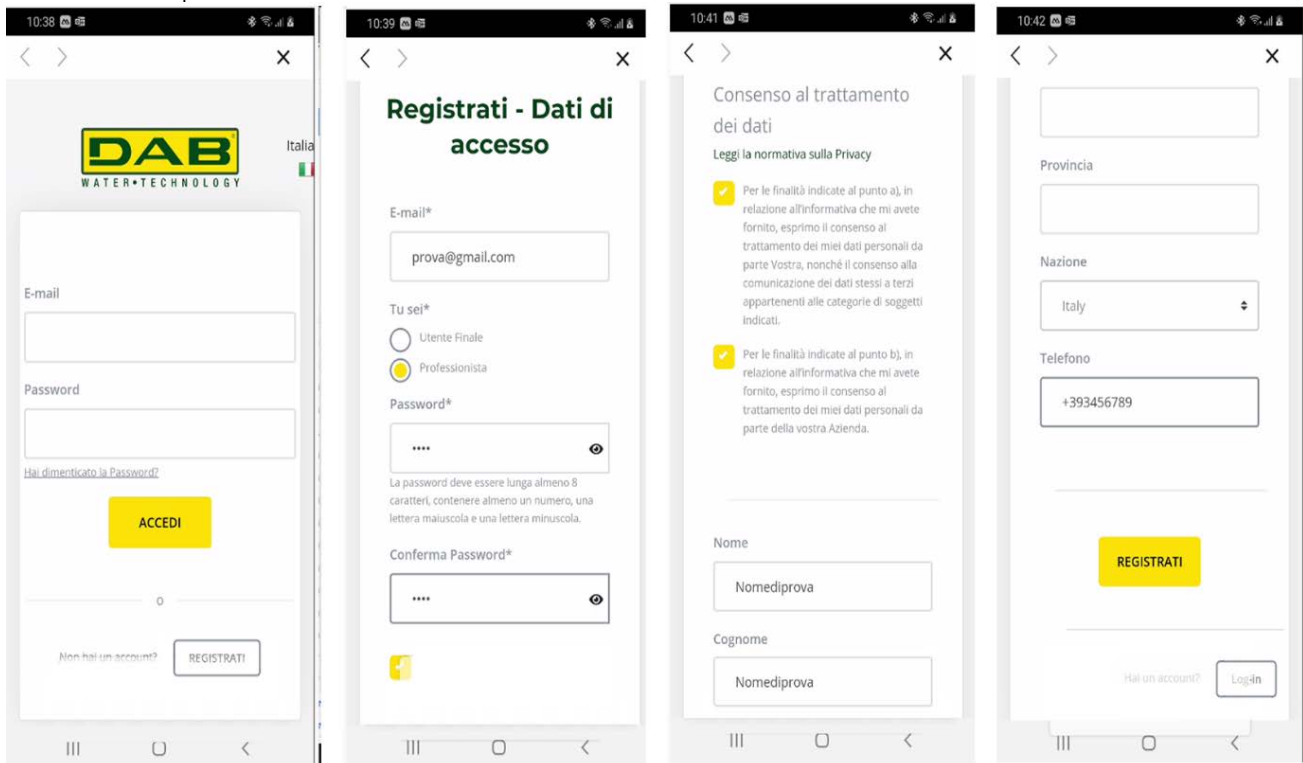 10:38
DAB
WATER•TECHNOLOGY
Italia
E-mail
Password
Hai dimenticato la Password?
ACCEDI
o
Non hai un account?
REGISTRATI
10:39
Registrati - Dati di
accesso
E-mail*
prova@gmail.com
Tu sei*
Utente Finale
Professionista
Password*
••••
La password deve essere lunga almeno 8
caratteri, contenere almeno un numero, una
lettera maiuscola e una lettera minuscola.
Conferma Password*
••••
10:41
Consenso al trattamento
dei dati
Leggi la normativa sulla Privacy
Per le finalità indicate al punto a), in
relazione all'informativa che mi avete
fornito, esprimo il consenso al
trattamento dei miei dati personali da
parte Vostra, nonché il consenso alla
comunicazione dei dati stessi a terzi
appartenenti alle categorie di soggetti
indicati.
Per le finalità indicate al punto b), in
relazione all'informativa che mi avete
fornito, esprimo il consenso al
trattamento dei miei dati personali da
parte della vostra Azienda.
Nome
Nomediprova
Cognome
Nomediprova
10:42
Provincia
Nazione
Italy
Telefono
+393456789
REGISTRATI
Hai un account?
Log-in